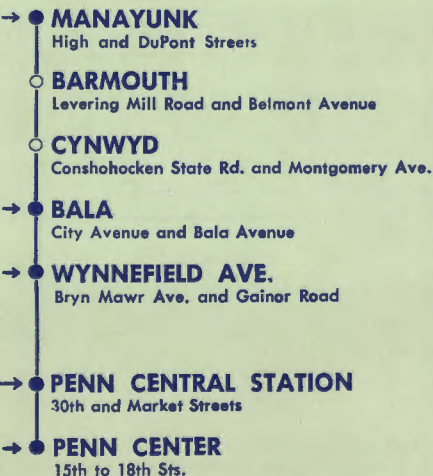 MANAYUNK
High and DuPont Streets
BARMOUTH
Levering Mill Road and Belmont Avenue
CYNWYD
Conshohocken State Rd. and Montgomery Ave.
BALA
City Avenue and Bala Avenue
WYNNEFIELD AVE.
Bryn Mawr Ave. and Gainor Road
PENN CENTRAL STATION
30th and Market Streets
PENN CENTER
15th to 18th Sts.